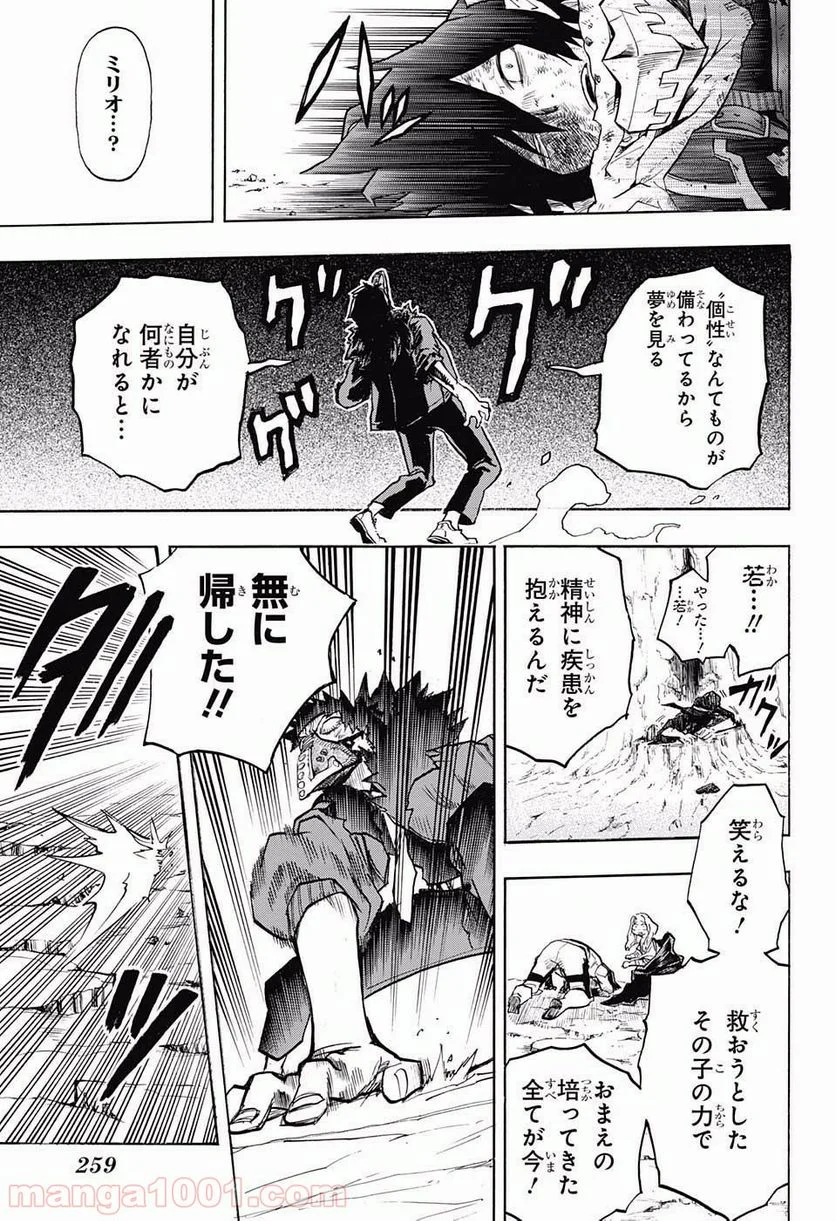 ミリオ…？
〝個性〟なんてものが
備わってるから
夢を見る
自分が
何者かに
なれると…
グググ
若…!!
やった…！
…若！
ガクッ
精神に疾患を
抱えるんだ
笑えるな！
救おうとした
その子の力で
おまえの
培ってきた
全てが今！
無に
帰した!!
259
manga1001.com